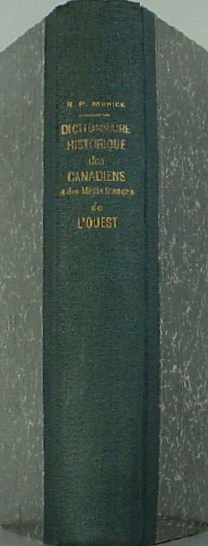 R. P. MORICE
DICTIONNAIRE
HISTORIQUE
des
CANADIENS
et des Métis français
de
L'OUEST